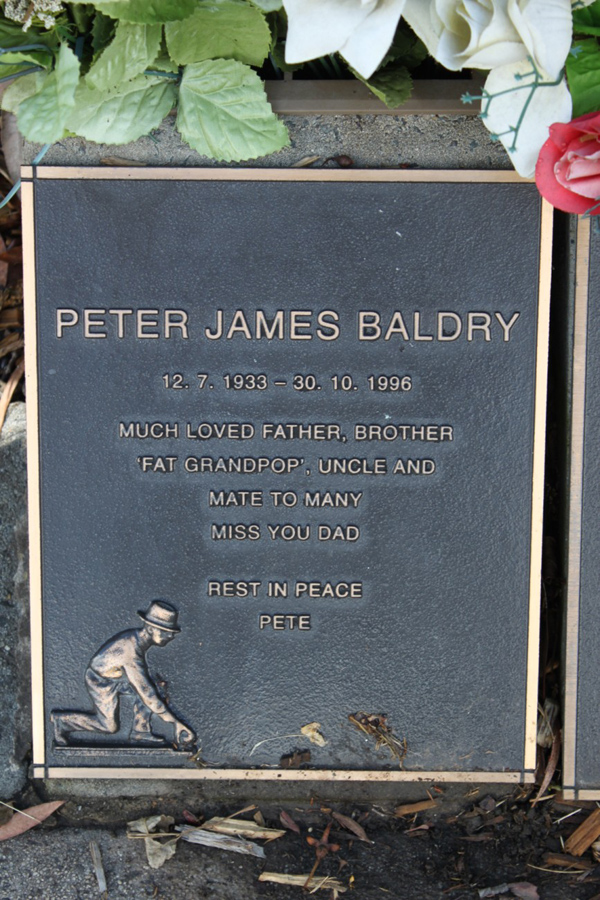 PETER JAMES BALDRY
12. 7. 1933 – 30. 10. 1996
MUCH LOVED FATHER, BROTHER
'FAT GRANDPOP', UNCLE AND
MATE TO MANY
MISS YOU DAD
REST IN PEACE
PETE